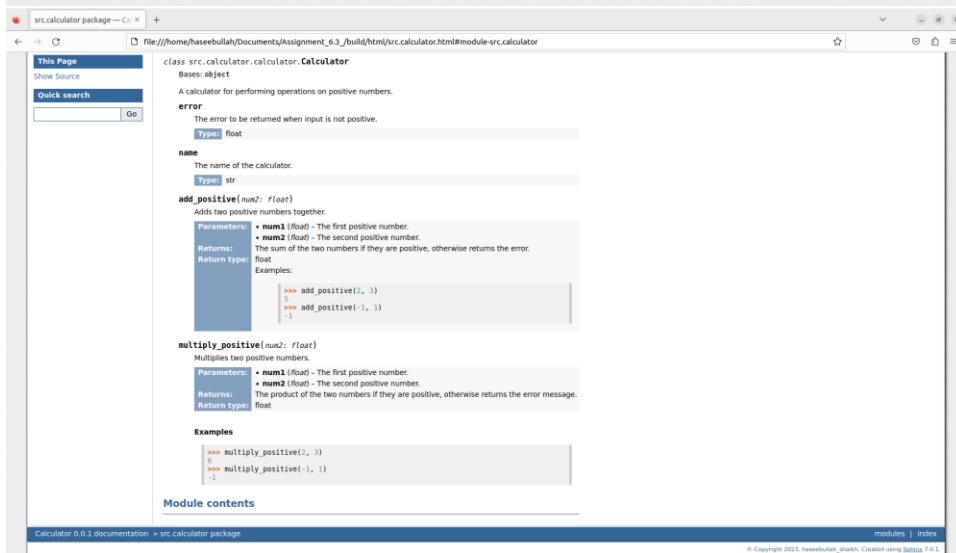 src.calculator package — Cal
file:///home/haseebullah/Documents/Assignment_6.3_/build/html/src.calculator.html#module-src.calculator
This Page
Show Source
Quick search
Go
class src.calculator.calculator.Calculator
Bases: object
A calculator for performing operations on positive numbers.
error
The error to be returned when input is not positive.
Type: float
name
The name of the calculator.
Type: str
add_positive(num2: float)
Adds two positive numbers together.
Parameters: • num1 (float) – The first positive number.
• num2 (float) – The second positive number.
Returns: The sum of the two numbers if they are positive, otherwise returns the error.
Return type: float
Examples:
>>> add_positive(2, 3)
5
>>> add_positive(-1, 1)
-1
multiply_positive(num2: float)
Multiplies two positive numbers.
Parameters: • num1 (float) – The first positive number.
• num2 (float) – The second positive number.
Returns: The product of the two numbers if they are positive, otherwise returns the error message.
Return type: float
Examples
>>> multiply_positive(2, 3)
6
>>> multiply_positive(-1, 1)
-1
Module contents
Calculator 0.0.1 documentation » src.calculator package
modules | index
© Copyright 2023, haseebullah_shaikh. Created using Sphinx 7.0.1.